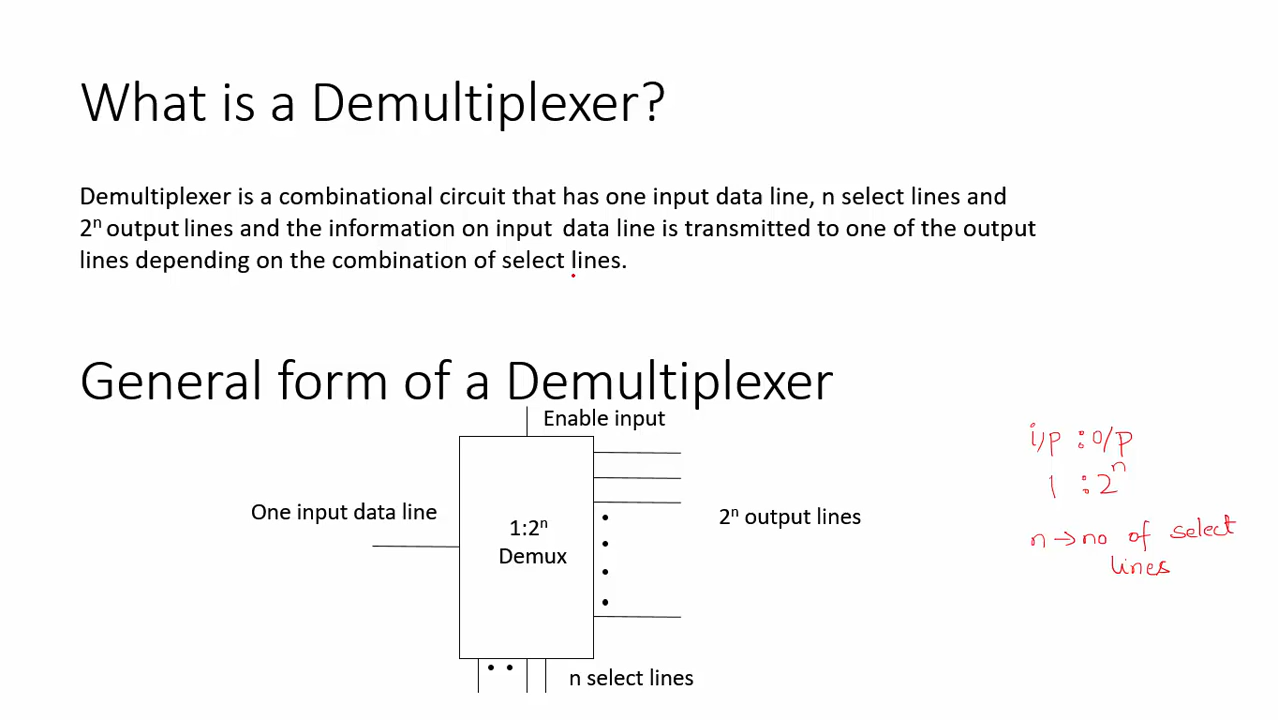 What is a Demultiplexer?
Demultiplexer is a combinational circuit that has one input data line, n select lines and
2ⁿ output lines and the information on input data line is transmitted to one of the output
lines depending on the combination of select lines.
General form of a Demultiplexer
Enable input
One input data line
1:2ⁿ
Demux
2ⁿ output lines
n select lines
i/p : o/p
1 : 2ⁿ
n → no of select
lines